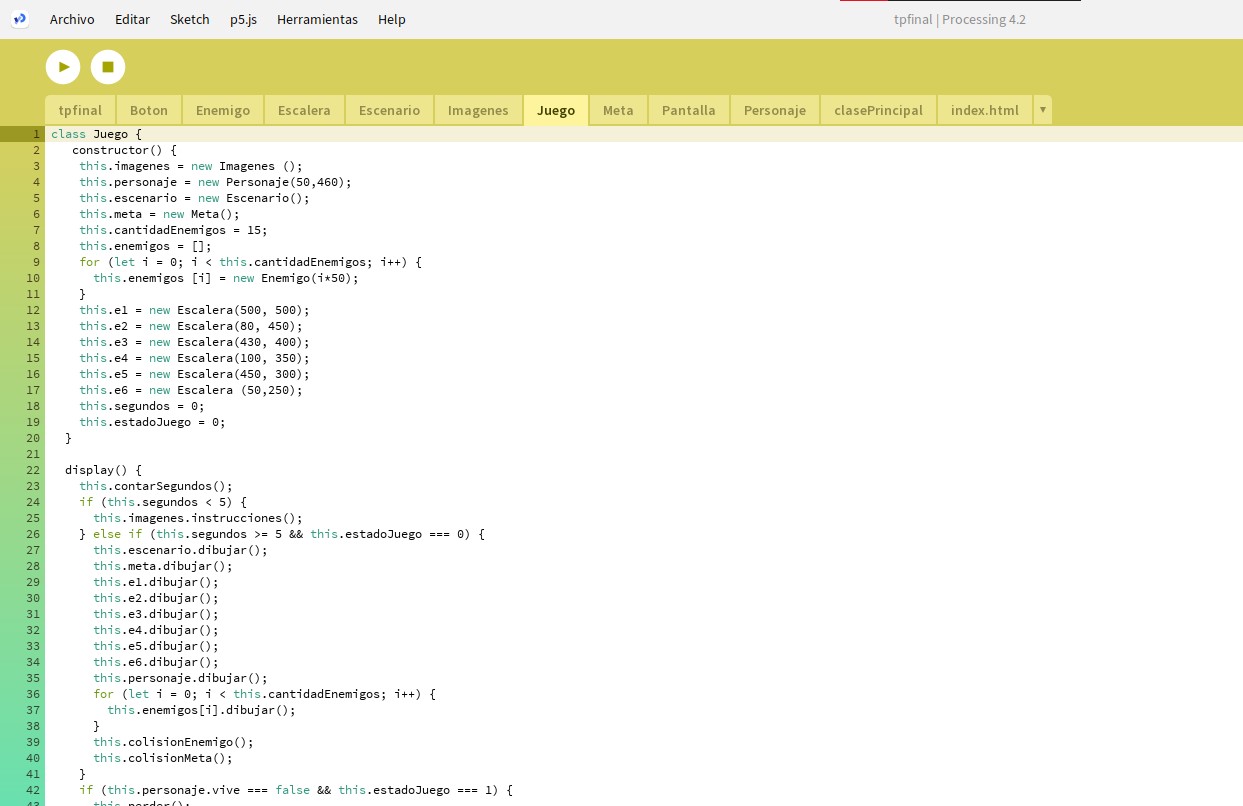 Archivo Editar Sketch p5.js Herramientas Help tpfinal | Processing 4.2
tpfinal Boton Enemigo Escalera Escenario Imagenes Juego Meta Pantalla Personaje clasePrincipal index.html ▼
1 class Juego {
2 constructor() {
3 this.imagenes = new Imagenes ();
4 this.personaje = new Personaje(50,460);
5 this.escenario = new Escenario();
6 this.meta = new Meta();
7 this.cantidadEnemigos = 15;
8 this.enemigos = [];
9 for (let i = 0; i < this.cantidadEnemigos; i++) {
10 this.enemigos [i] = new Enemigo(i*50);
11 }
12 this.e1 = new Escalera(500, 500);
13 this.e2 = new Escalera(80, 450);
14 this.e3 = new Escalera(430, 400);
15 this.e4 = new Escalera(100, 350);
16 this.e5 = new Escalera(450, 300);
17 this.e6 = new Escalera (50,250);
18 this.segundos = 0;
19 this.estadoJuego = 0;
20 }
21
22 display() {
23 this.contarSegundos();
24 if (this.segundos < 5) {
25 this.imagenes.instrucciones();
26 } else if (this.segundos >= 5 && this.estadoJuego === 0) {
27 this.escenario.dibujar();
28 this.meta.dibujar();
29 this.e1.dibujar();
30 this.e2.dibujar();
31 this.e3.dibujar();
32 this.e4.dibujar();
33 this.e5.dibujar();
34 this.e6.dibujar();
35 this.personaje.dibujar();
36 for (let i = 0; i < this.cantidadEnemigos; i++) {
37 this.enemigos[i].dibujar();
38 }
39 this.colisionEnemigo();
40 this.colisionMeta();
41 }
42 if (this.personaje.vive === false && this.estadoJuego === 1) {
43 this.perder();